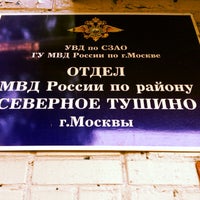 УВД по СЗАО
ГУ МВД России по г.Москве
ОТДЕЛ
МВД России по району
СЕВЕРНОЕ ТУШИНО
г.Москвы